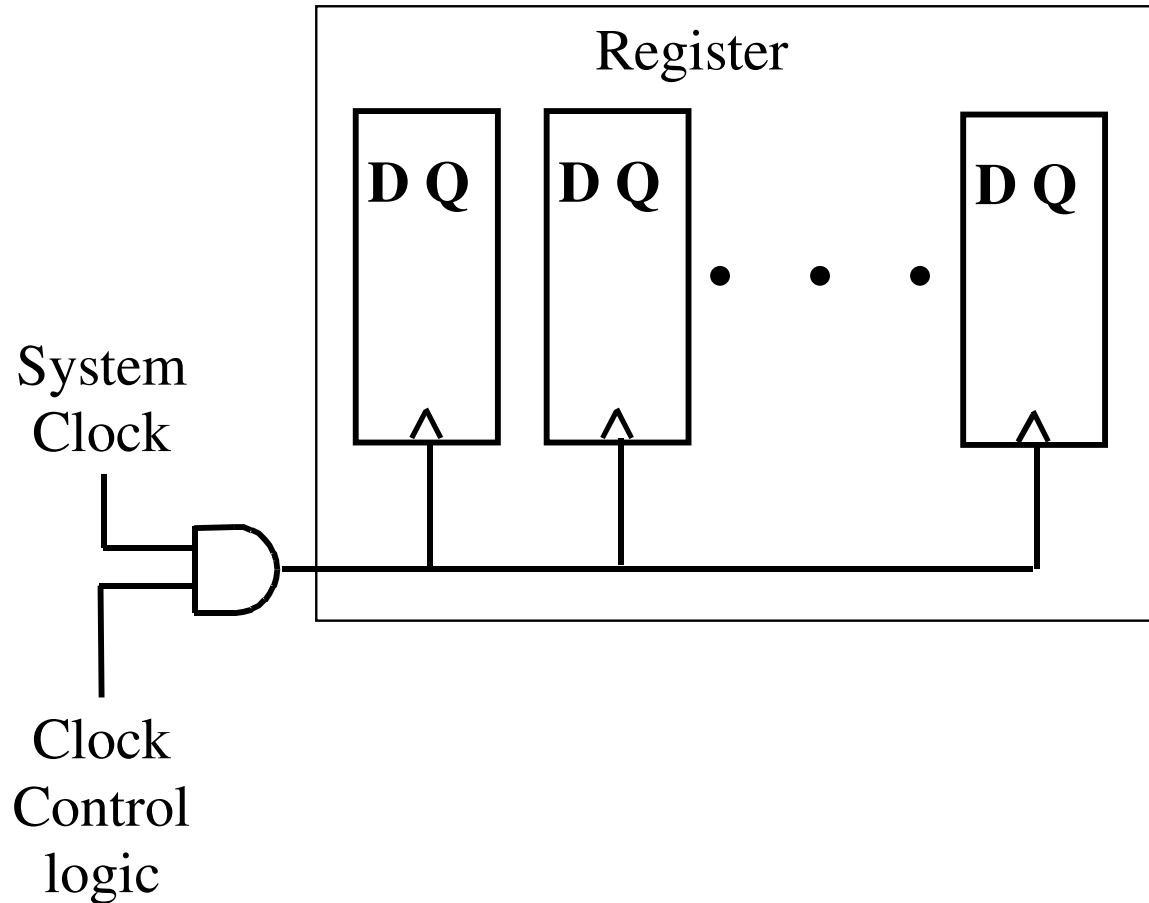 Register
D Q
D Q
D Q
System
Clock
Clock
Control
logic